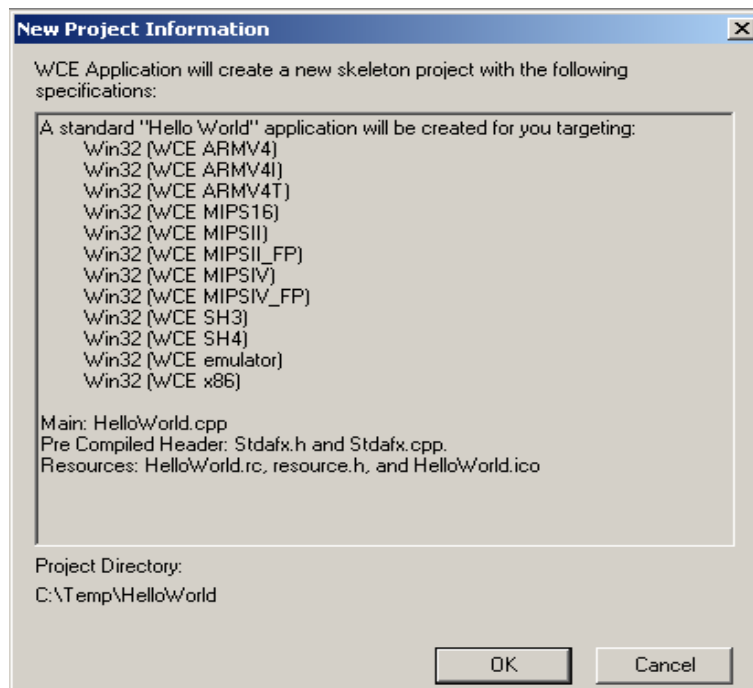 New Project Information
WCE Application will create a new skeleton project with the following
specifications:
A standard "Hello World" application will be created for you targeting:
Win32 (WCE ARMV4)
Win32 (WCE ARMV4I)
Win32 (WCE ARMV4T)
Win32 (WCE MIPS16)
Win32 (WCE MIPSII)
Win32 (WCE MIPSII_FP)
Win32 (WCE MIPSIV)
Win32 (WCE MIPSIV_FP)
Win32 (WCE SH3)
Win32 (WCE SH4)
Win32 (WCE emulator)
Win32 (WCE x86)
Main: HelloWorld.cpp
Pre Compiled Header: Stdafx.h and Stdafx.cpp.
Resources: HelloWorld.rc, resource.h, and HelloWorld.ico
Project Directory:
C:\Temp\HelloWorld
OK Cancel